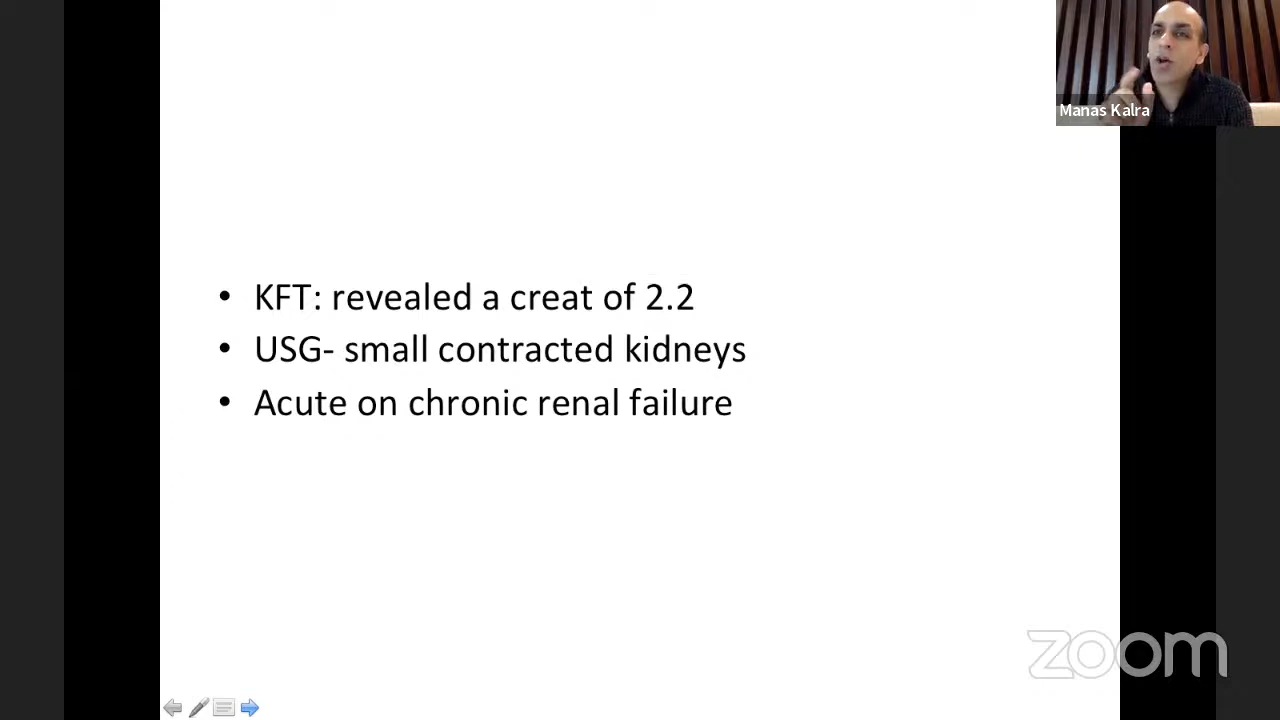 Manas Kalra
• KFT: revealed a creat of 2.2
• USG- small contracted kidneys
• Acute on chronic renal failure
zoom